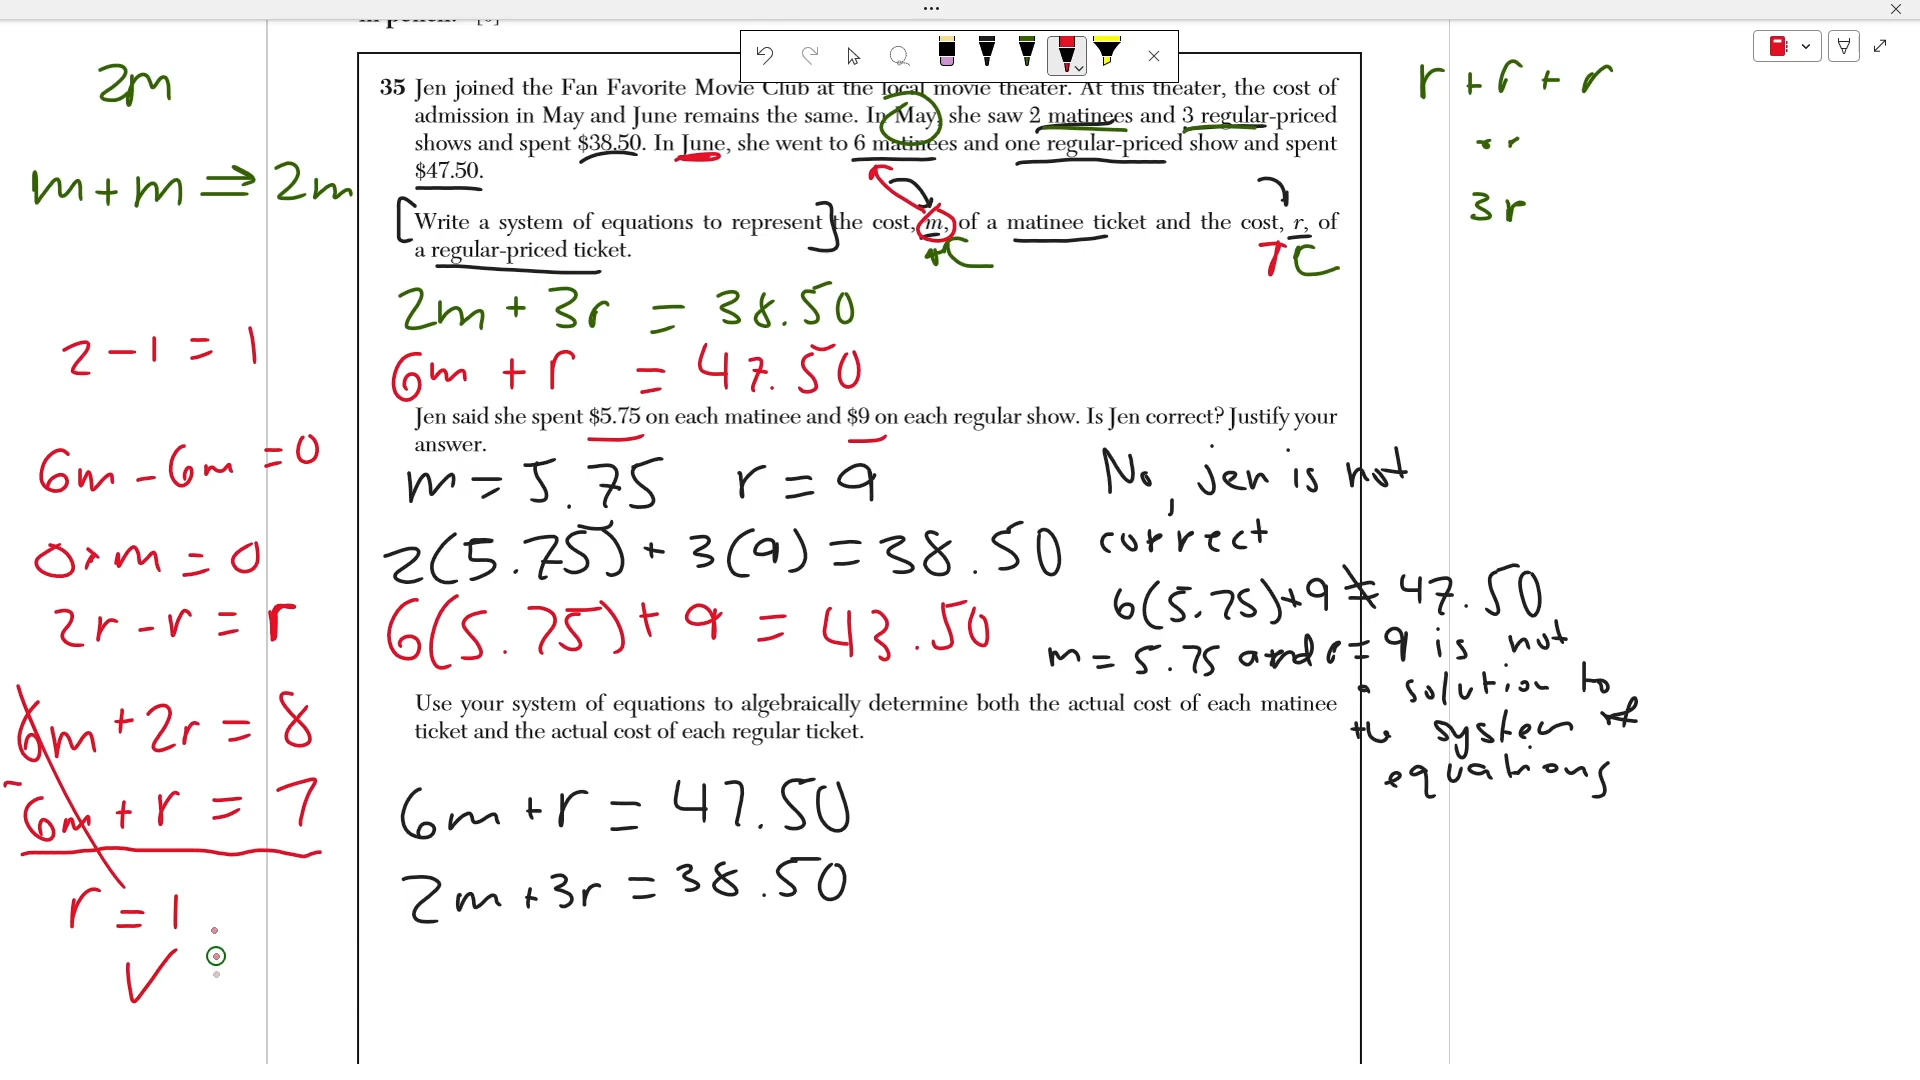 2m
m + m ⇒ 2m
2 - 1 = 1
6m - 6m = 0
0 * m = 0
2r - r = r
6m + 2r = 8
- 6m + r = 7
r = 1
35 Jen joined the Fan Favorite Movie Club at the local movie theater. At this theater, the cost of
admission in May and June remains the same. In May, she saw 2 matinees and 3 regular-priced
shows and spent $38.50. In June, she went to 6 matinees and one regular-priced show and spent
$47.50.
Write a system of equations to represent the cost, m, of a matinee ticket and the cost, r, of
a regular-priced ticket.
2m + 3r = 38.50
6m + r = 47.50
Jen said she spent $5.75 on each matinee and $9 on each regular show. Is Jen correct? Justify your
answer.
m = 5.75 r = 9
2(5.75) + 3(9) = 38.50
6(5.75) + 9 = 43.50
Use your system of equations to algebraically determine both the actual cost of each matinee
ticket and the actual cost of each regular ticket.
6m + r = 47.50
2m + 3r = 38.50
r + r + r
3r
No, jen is not
correct
6(5.75)+9 ≠ 47.50
m = 5.75 and r = 9 is not
a solution to
the system of
equations